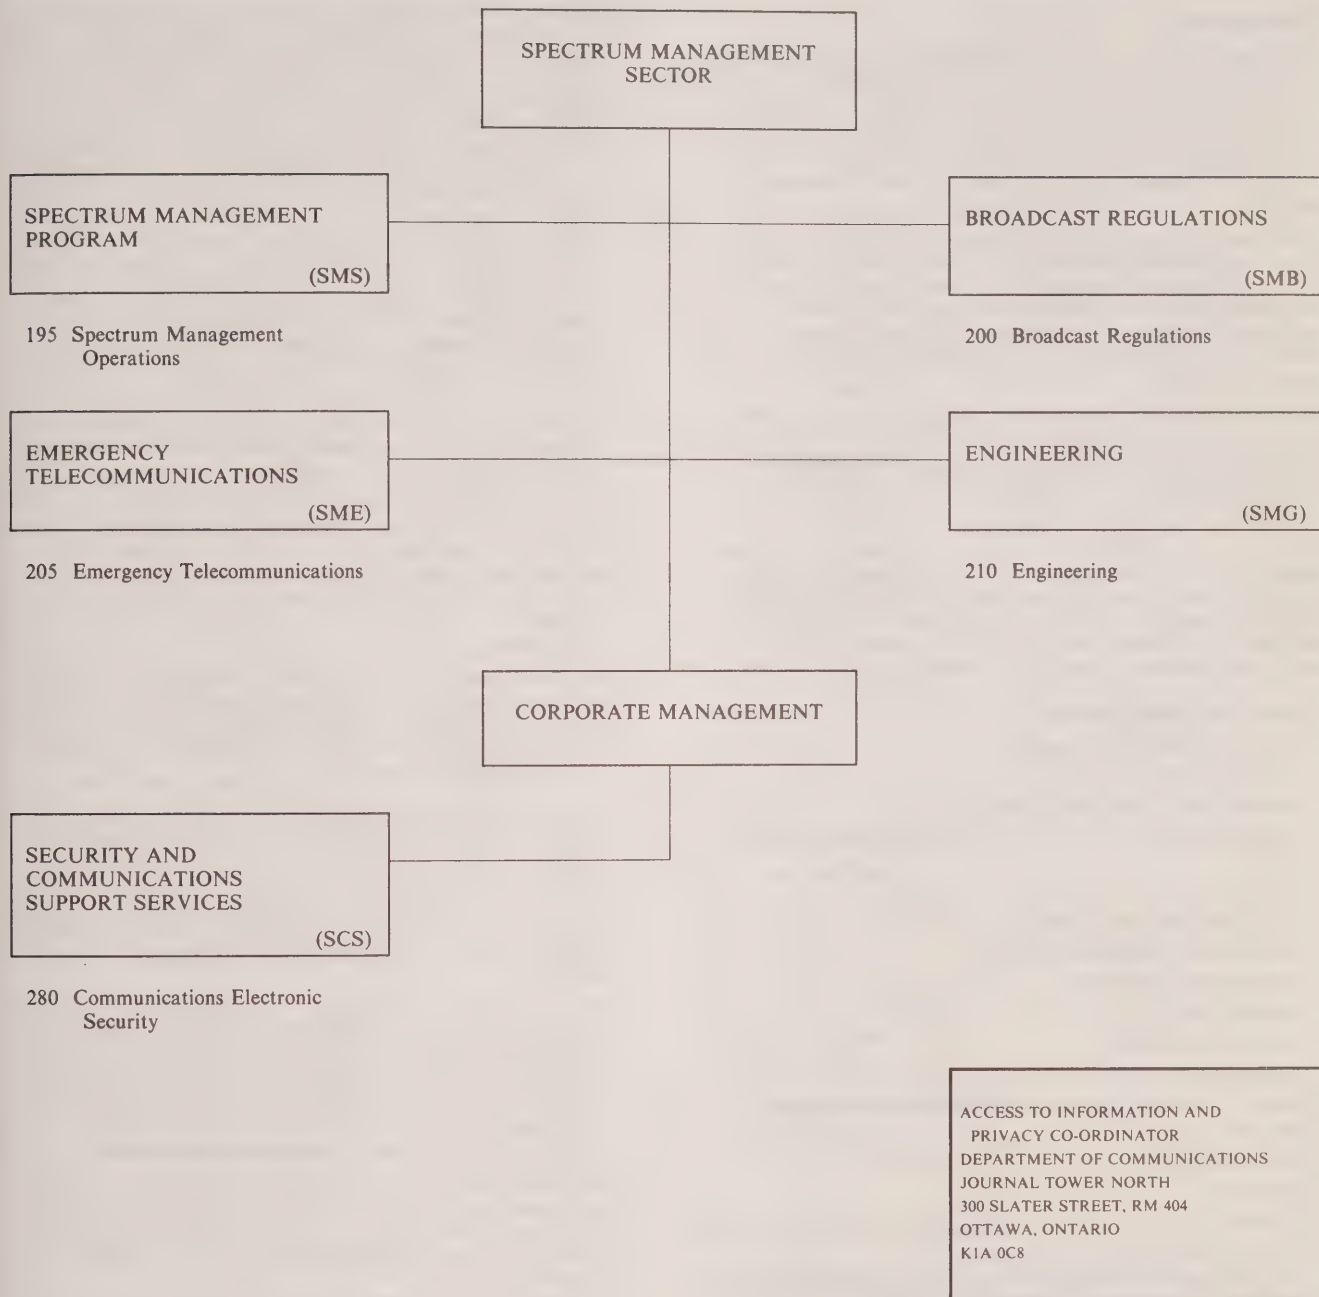 SPECTRUM MANAGEMENT
SECTOR
SPECTRUM MANAGEMENT
PROGRAM
(SMS)
195 Spectrum Management
Operations
BROADCAST REGULATIONS
(SMB)
200 Broadcast Regulations
EMERGENCY
TELECOMMUNICATIONS
(SME)
205 Emergency Telecommunications
ENGINEERING
(SMG)
210 Engineering
CORPORATE MANAGEMENT
SECURITY AND
COMMUNICATIONS
SUPPORT SERVICES
(SCS)
280 Communications Electronic
Security
ACCESS TO INFORMATION AND
PRIVACY CO-ORDINATOR
DEPARTMENT OF COMMUNICATIONS
JOURNAL TOWER NORTH
300 SLATER STREET, RM 404
OTTAWA, ONTARIO
K1A 0C8